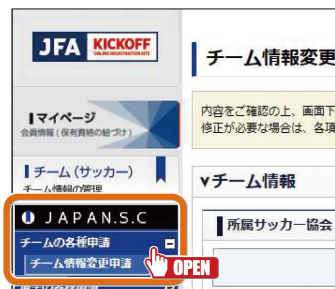 JFA KICKOFF
ONLINE REGISTRATION SITE
チーム情報変更
内容をご確認の上、画面下
修正が必要な場合は、各項
マイページ
会員情報(保有資格の紐づけ)
チーム(サッカー)
チーム情報の管理
∨チーム情報
JAPAN.S.C
所属サッカー協会
チームの各種申請
チーム情報変更申請
OPEN